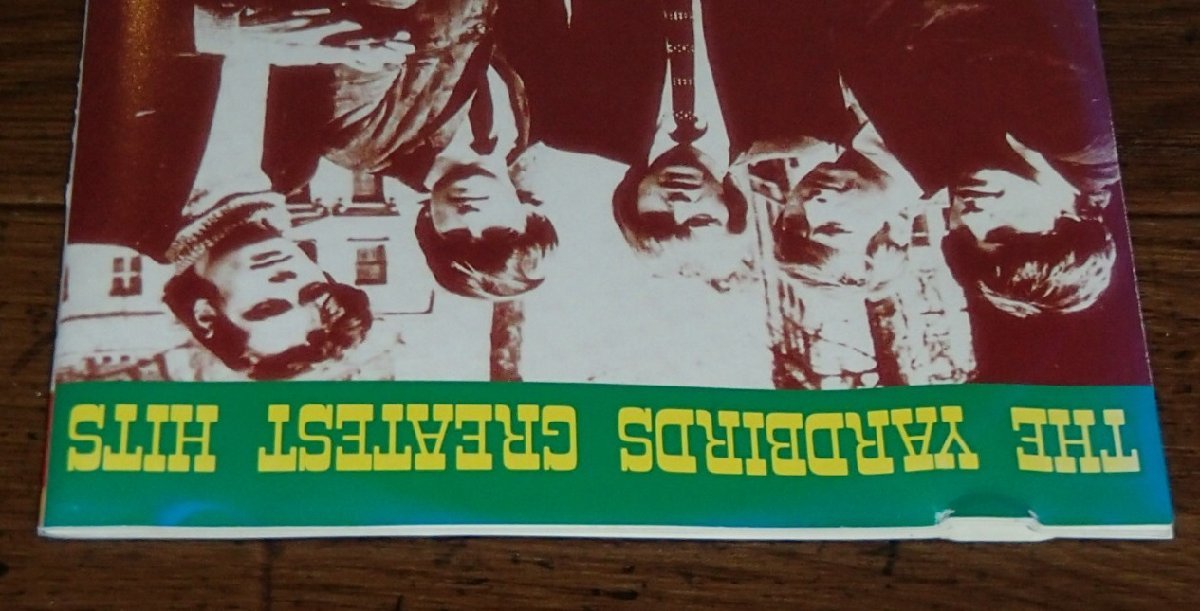 THE YARDBIRDS GREATEST HITS